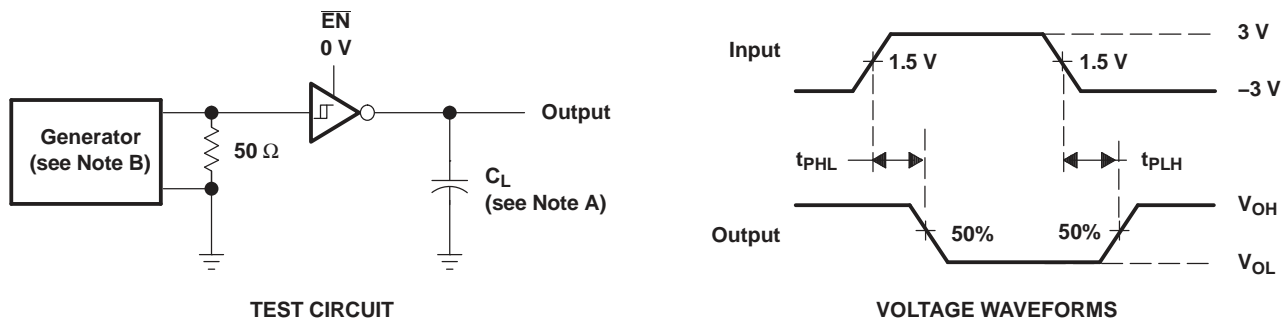 EN
0 V
Generator
(see Note B)
50 Ω
Output
CL
(see Note A)
TEST CIRCUIT
Input
3 V
1.5 V
1.5 V
–3 V
tPHL
tPLH
Output
50%
50%
VOH
VOL
VOLTAGE WAVEFORMS